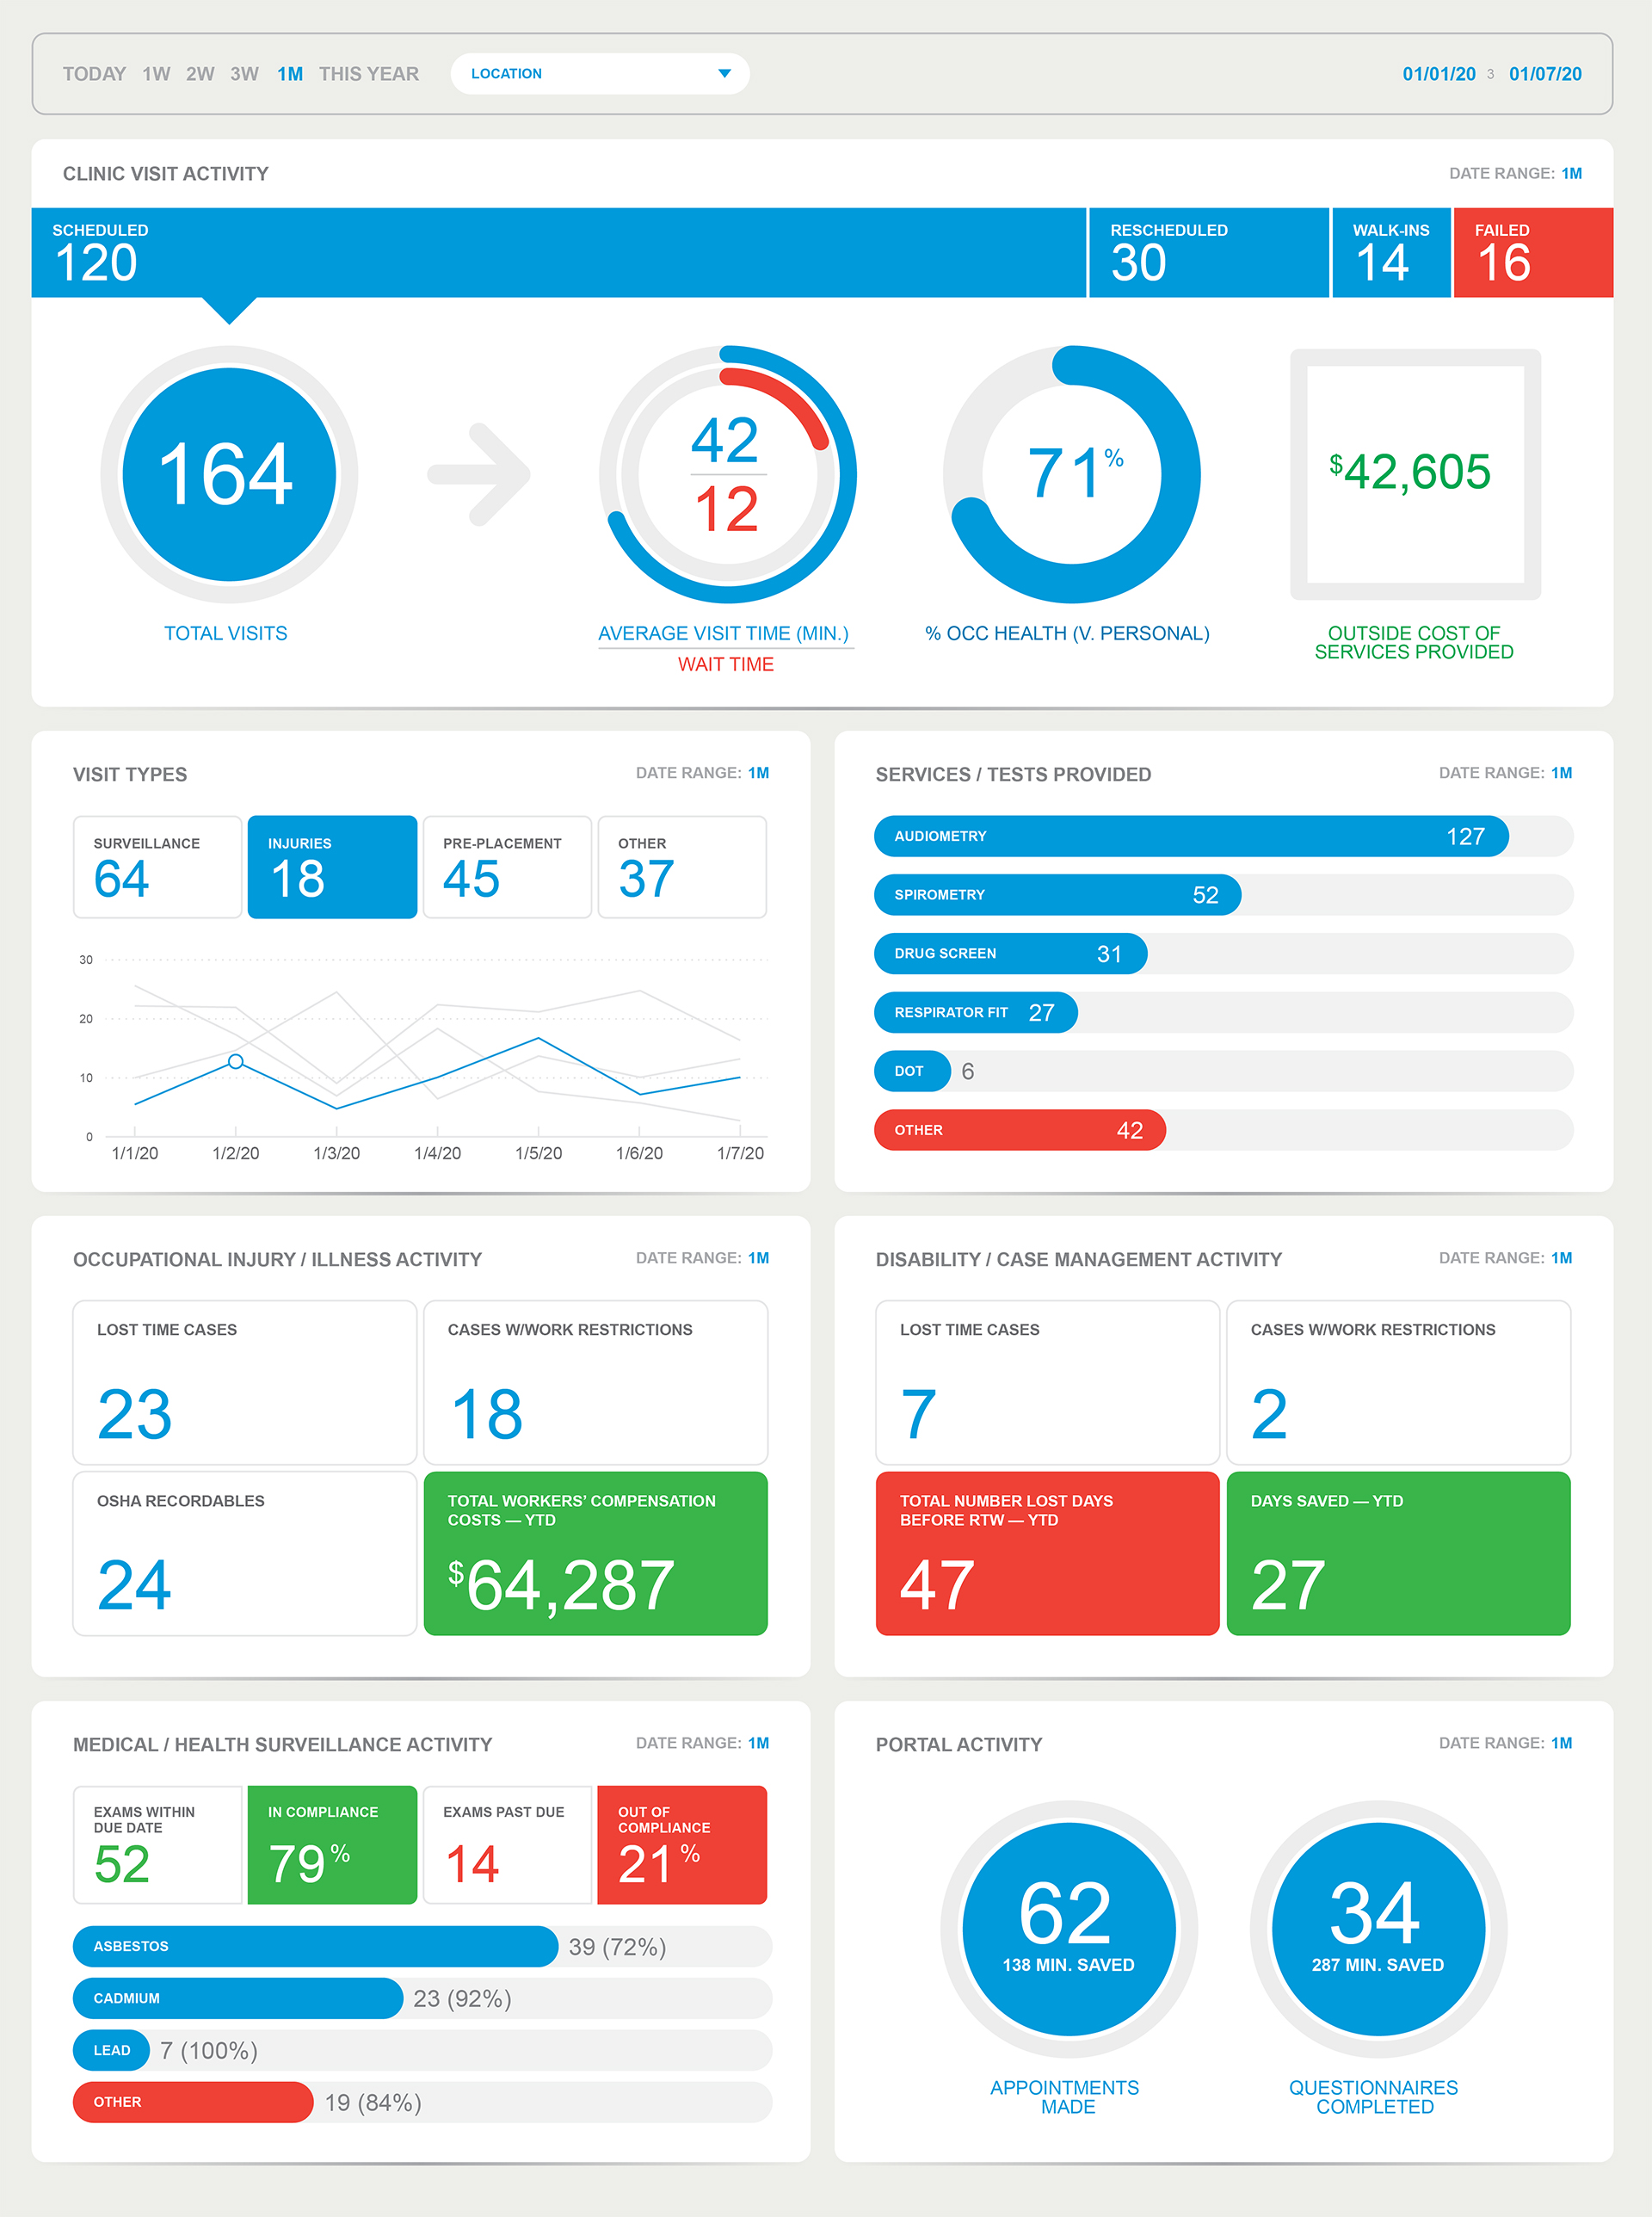 TODAY 1W 2W 3W 1M THIS YEAR LOCATION 01/01/20 3 01/07/20
CLINIC VISIT ACTIVITY DATE RANGE: 1M
SCHEDULED RESCHEDULED WALK-INS FAILED
120 30 14 16
164 42 71% $42,605
12
TOTAL VISITS AVERAGE VISIT TIME (MIN.) % OCC HEALTH (V. PERSONAL) OUTSIDE COST OF
WAIT TIME SERVICES PROVIDED
VISIT TYPES DATE RANGE: 1M
SURVEILLANCE INJURIES PRE-PLACEMENT OTHER
64 18 45 37
30
20
10
0
1/1/20 1/2/20 1/3/20 1/4/20 1/5/20 1/6/20 1/7/20
SERVICES / TESTS PROVIDED DATE RANGE: 1M
AUDIOMETRY 127
SPIROMETRY 52
DRUG SCREEN 31
RESPIRATOR FIT 27
DOT 6
OTHER 42
OCCUPATIONAL INJURY / ILLNESS ACTIVITY DATE RANGE: 1M
LOST TIME CASES CASES W/WORK RESTRICTIONS
23 18
OSHA RECORDABLES TOTAL WORKERS’ COMPENSATION
COSTS — YTD
24 $64,287
DISABILITY / CASE MANAGEMENT ACTIVITY DATE RANGE: 1M
LOST TIME CASES CASES W/WORK RESTRICTIONS
7 2
TOTAL NUMBER LOST DAYS DAYS SAVED — YTD
BEFORE RTW — YTD
47 27
MEDICAL / HEALTH SURVEILLANCE ACTIVITY DATE RANGE: 1M
EXAMS WITHIN IN COMPLIANCE EXAMS PAST DUE OUT OF
DUE DATE COMPLIANCE
52 79% 14 21%
ASBESTOS 39 (72%)
CADMIUM 23 (92%)
LEAD 7 (100%)
OTHER 19 (84%)
PORTAL ACTIVITY DATE RANGE: 1M
62 34
138 MIN. SAVED 287 MIN. SAVED
APPOINTMENTS QUESTIONNAIRES
MADE COMPLETED